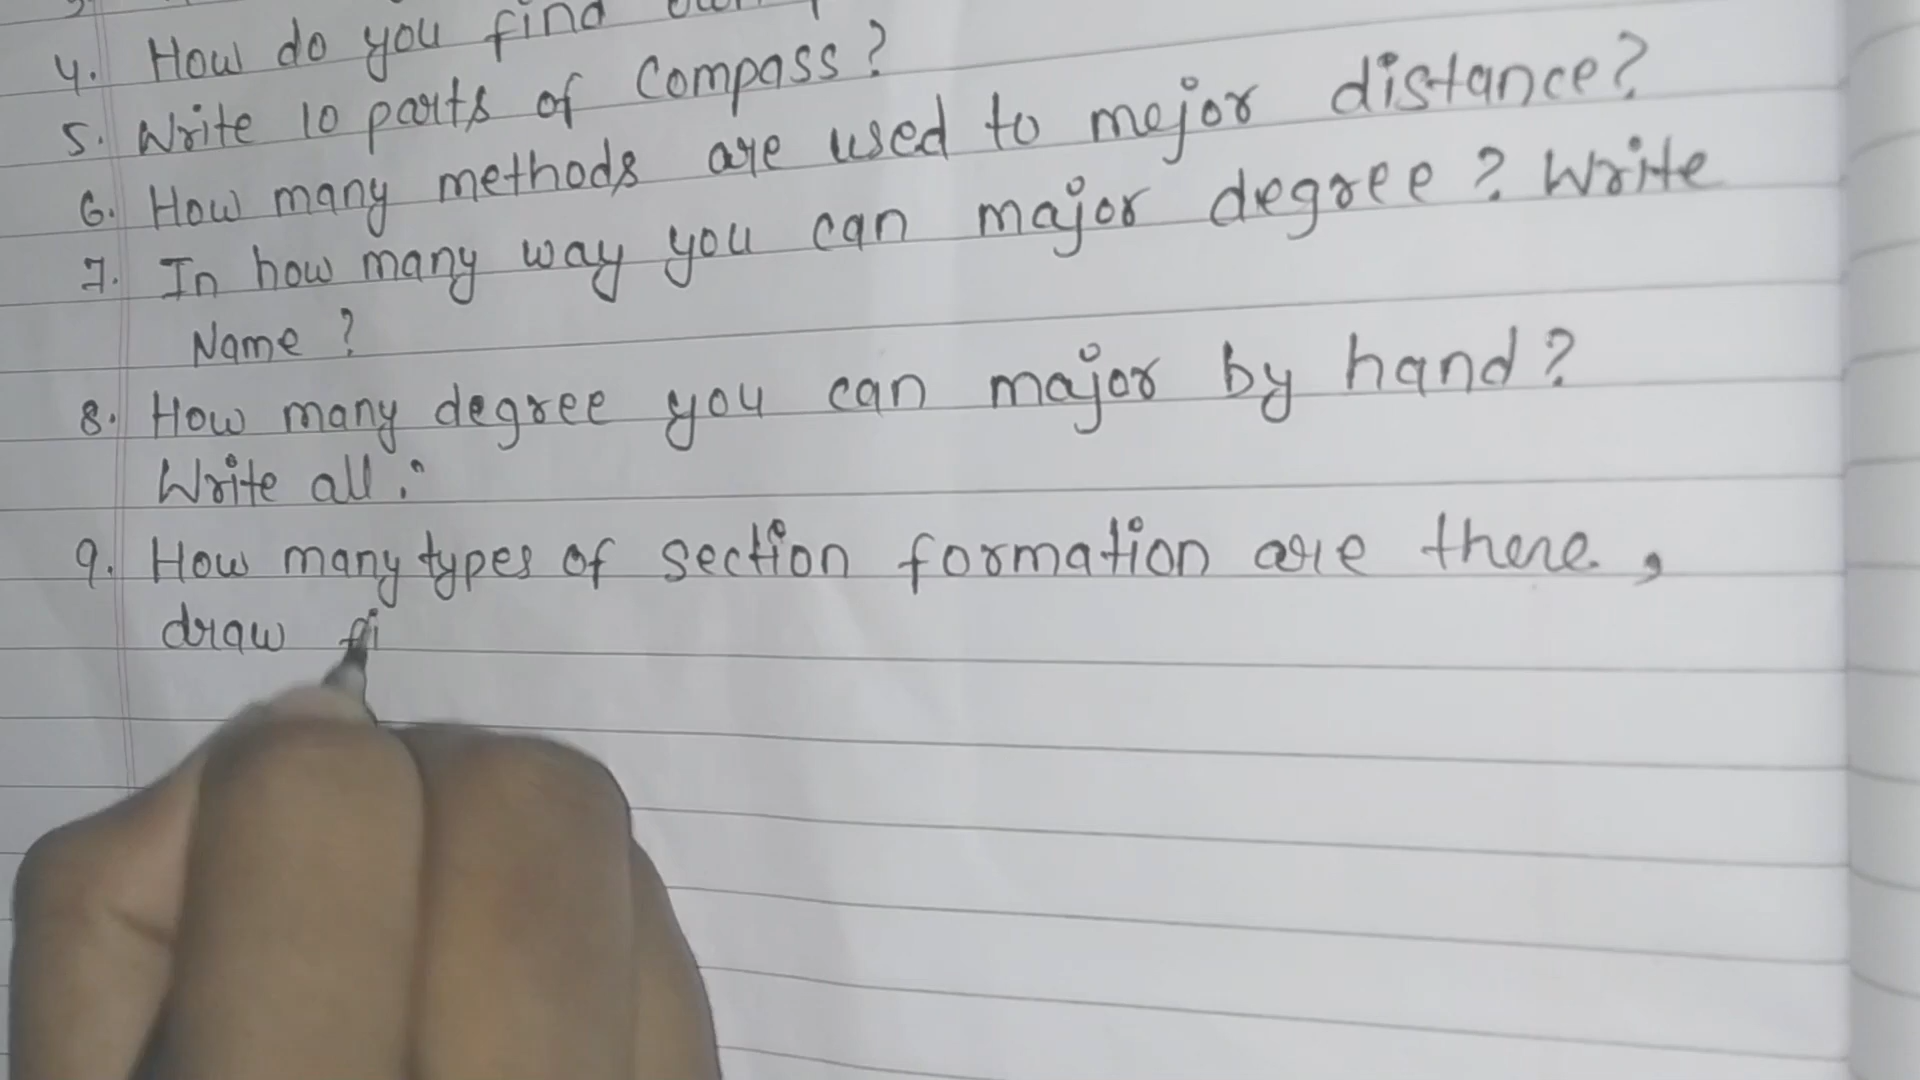 4. How do you find
5. Write 10 parts of Compass?
6. How many methods are used to mejor distance?
7. In how many way you can major degree? Write
Name?
8. How many degree you can major by hand?
Write all:
9. How many types of section formation are there,
draw fi